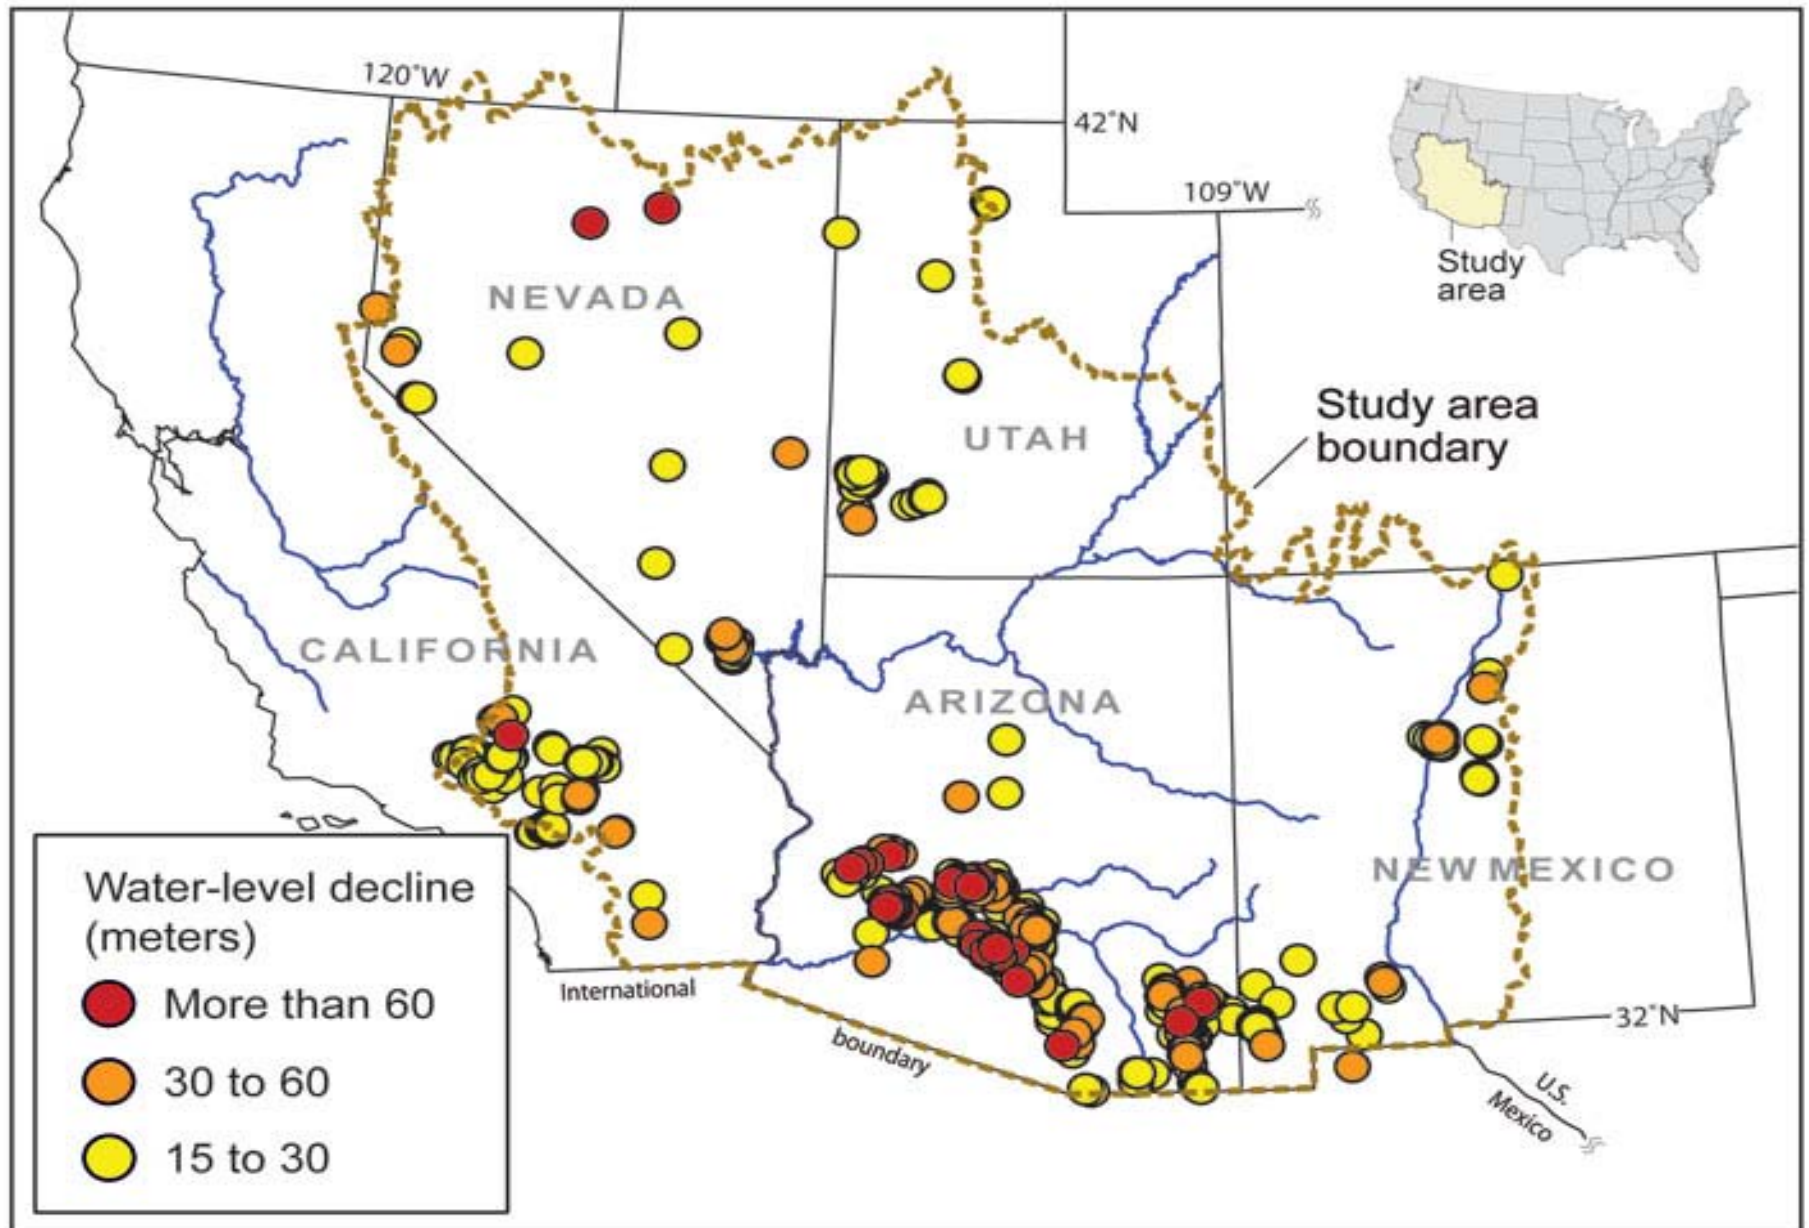 120°W
42°N
109°W
Study
area
NEVADA
Study area
boundary
UTAH
CALIFORNIA
ARIZONA
NEW MEXICO
Water-level decline
(meters)
More than 60
30 to 60
15 to 30
International
boundary
32°N
U.S.
Mexico